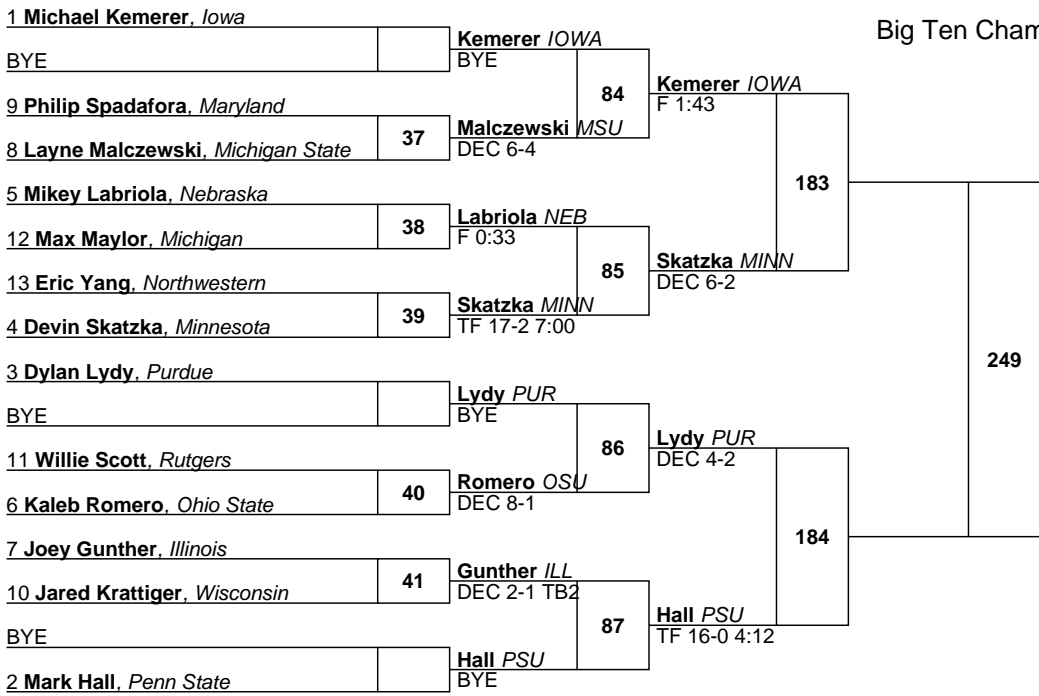 1 Michael Kemerer, Iowa
BYE
9 Philip Spadafora, Maryland
8 Layne Malczewski, Michigan State
5 Mikey Labriola, Nebraska
12 Max Maylor, Michigan
13 Eric Yang, Northwestern
4 Devin Skatzka, Minnesota
3 Dylan Lydy, Purdue
BYE
11 Willie Scott, Rutgers
6 Kaleb Romero, Ohio State
7 Joey Gunther, Illinois
10 Jared Krattiger, Wisconsin
BYE
2 Mark Hall, Penn State
37
38
39
40
41
Kemerer IOWA
BYE
Malczewski MSU
DEC 6-4
Labriola NEB
F 0:33
Skatzka MINN
TF 17-2 7:00
Lydy PUR
BYE
Romero OSU
DEC 8-1
Gunther ILL
DEC 2-1 TB2
Hall PSU
BYE
84
85
86
87
Kemerer IOWA
F 1:43
Skatzka MINN
DEC 6-2
Lydy PUR
DEC 4-2
Hall PSU
TF 16-0 4:12
183
184
249
Big Ten Cham